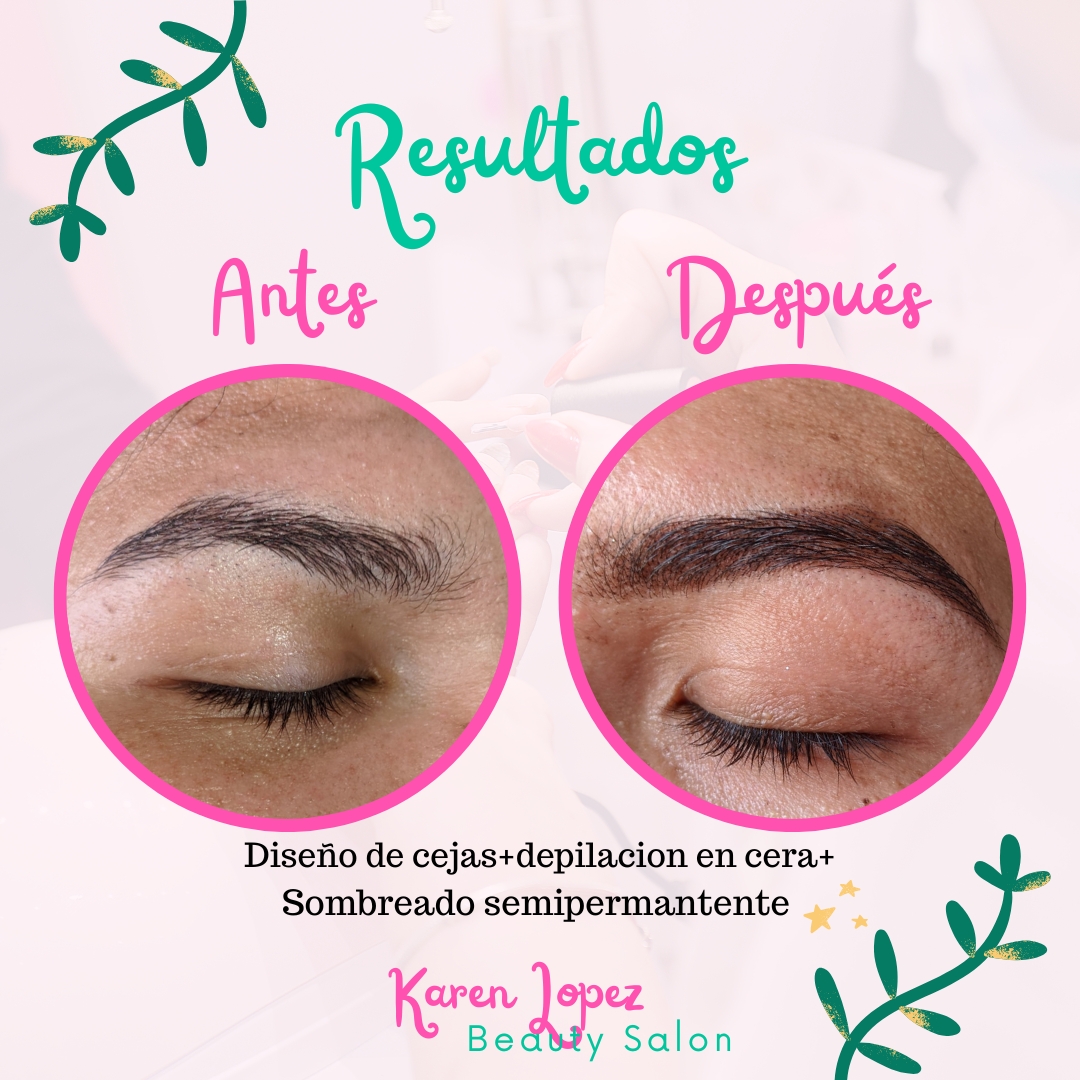 Resultados
Antes
Después
Diseño de cejas+depilacion en cera+
Sombreado semipermantente
Karen Lopez
Beauty Salon